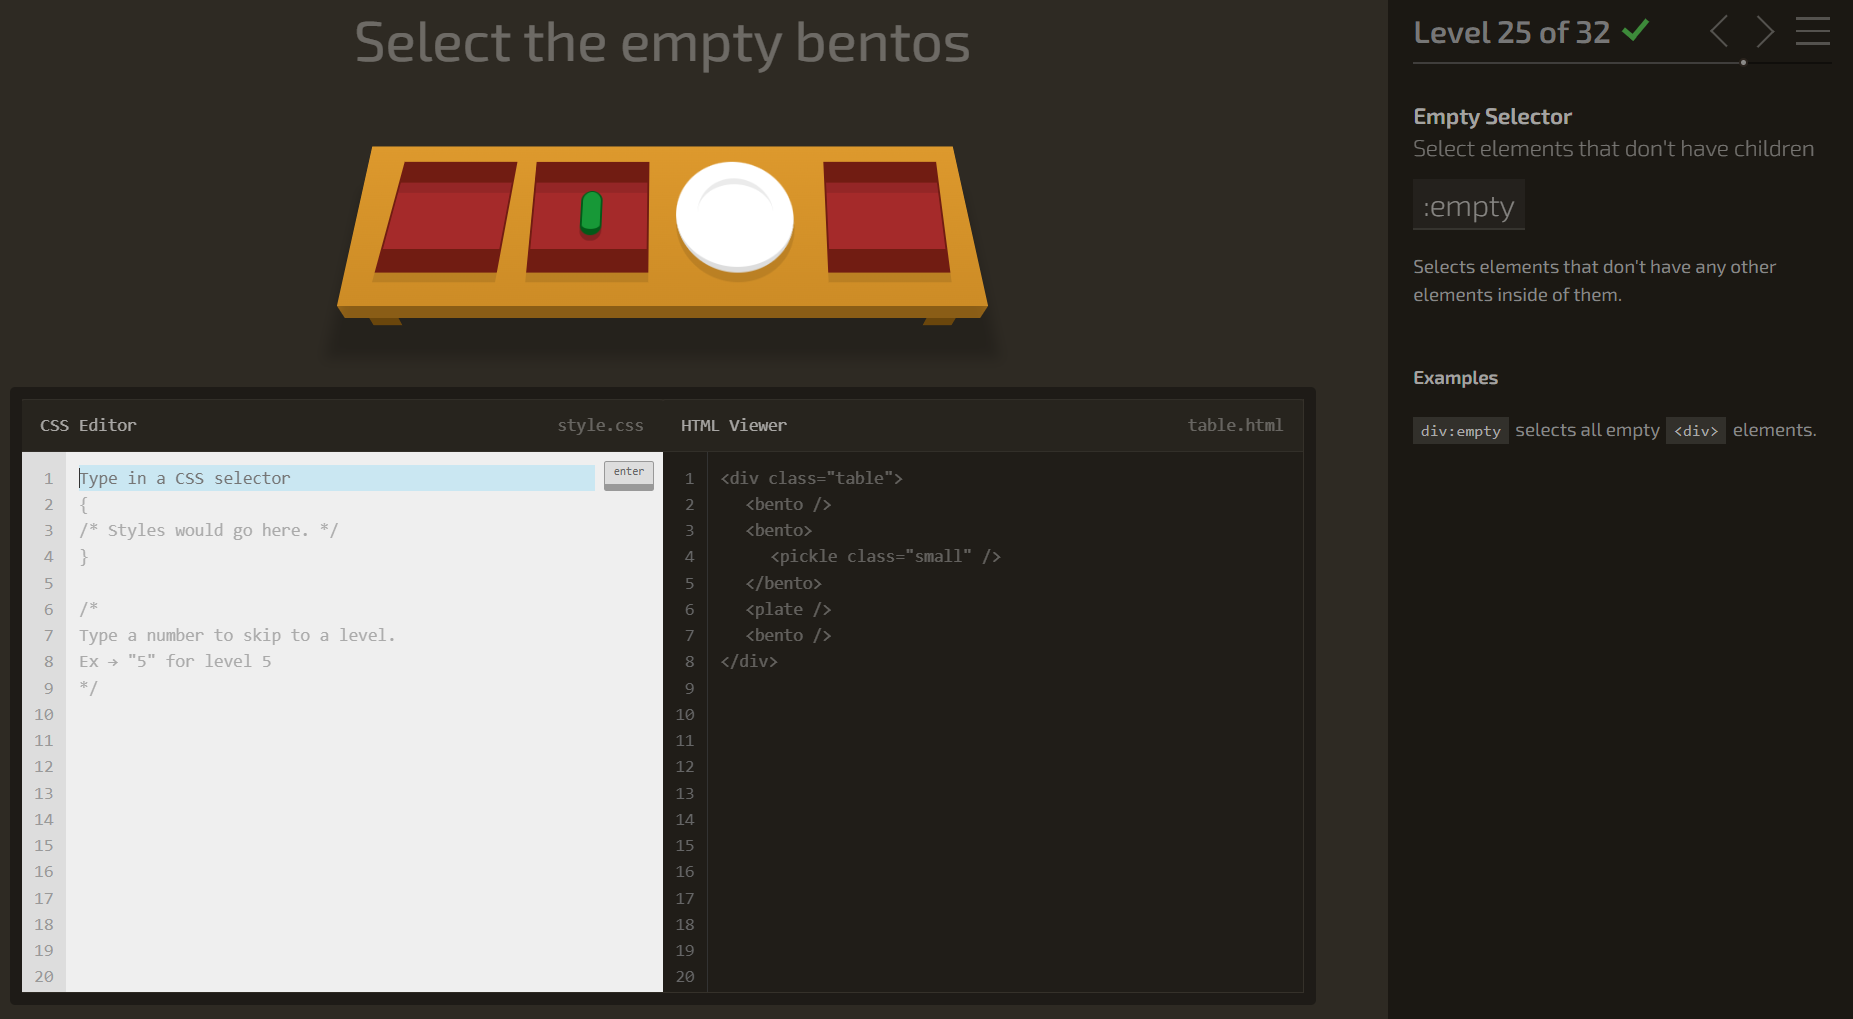 Select the empty bentos
Level 25 of 32
Empty Selector
Select elements that don't have children
:empty
Selects elements that don't have any other
elements inside of them.
Examples
div:empty selects all empty <div> elements.
CSS Editor style.css
1 Type in a CSS selector enter
2 {
3 /* Styles would go here. */
4 }
5
6 /*
7 Type a number to skip to a level.
8 Ex → "5" for level 5
9 */
10
11
12
13
14
15
16
17
18
19
20
HTML Viewer table.html
1 <div class="table">
2 <bento />
3 <bento>
4 <pickle class="small" />
5 </bento>
6 <plate />
7 <bento />
8 </div>
9
10
11
12
13
14
15
16
17
18
19
20